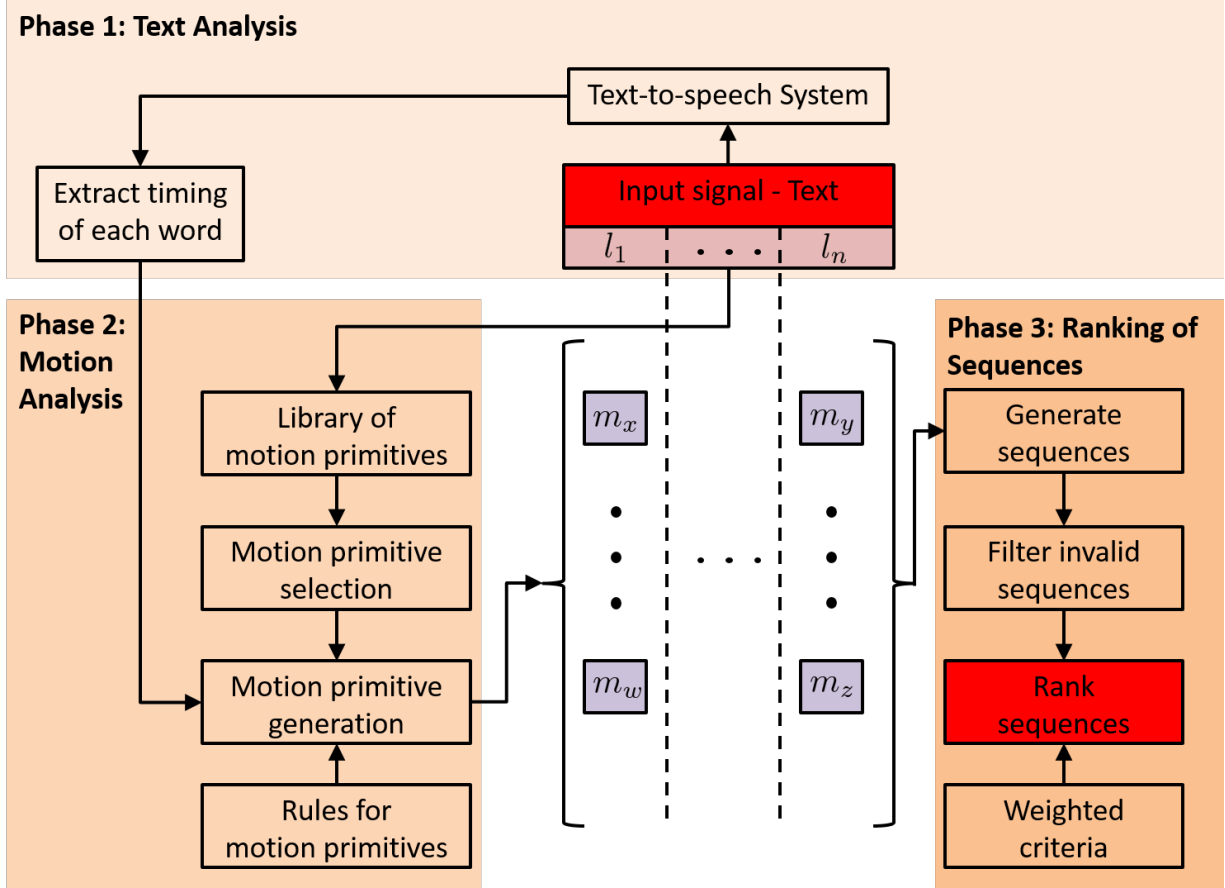 Phase 1: Text Analysis
Text-to-speech System
Extract timing
of each word
Input signal - Text
l₁ . . . lₙ
Phase 2:
Motion
Analysis
Library of
motion primitives
Motion primitive
selection
Motion primitive
generation
Rules for
motion primitives
mₓ m_y
. . .
m_w m_z
Phase 3: Ranking of
Sequences
Generate
sequences
Filter invalid
sequences
Rank
sequences
Weighted
criteria